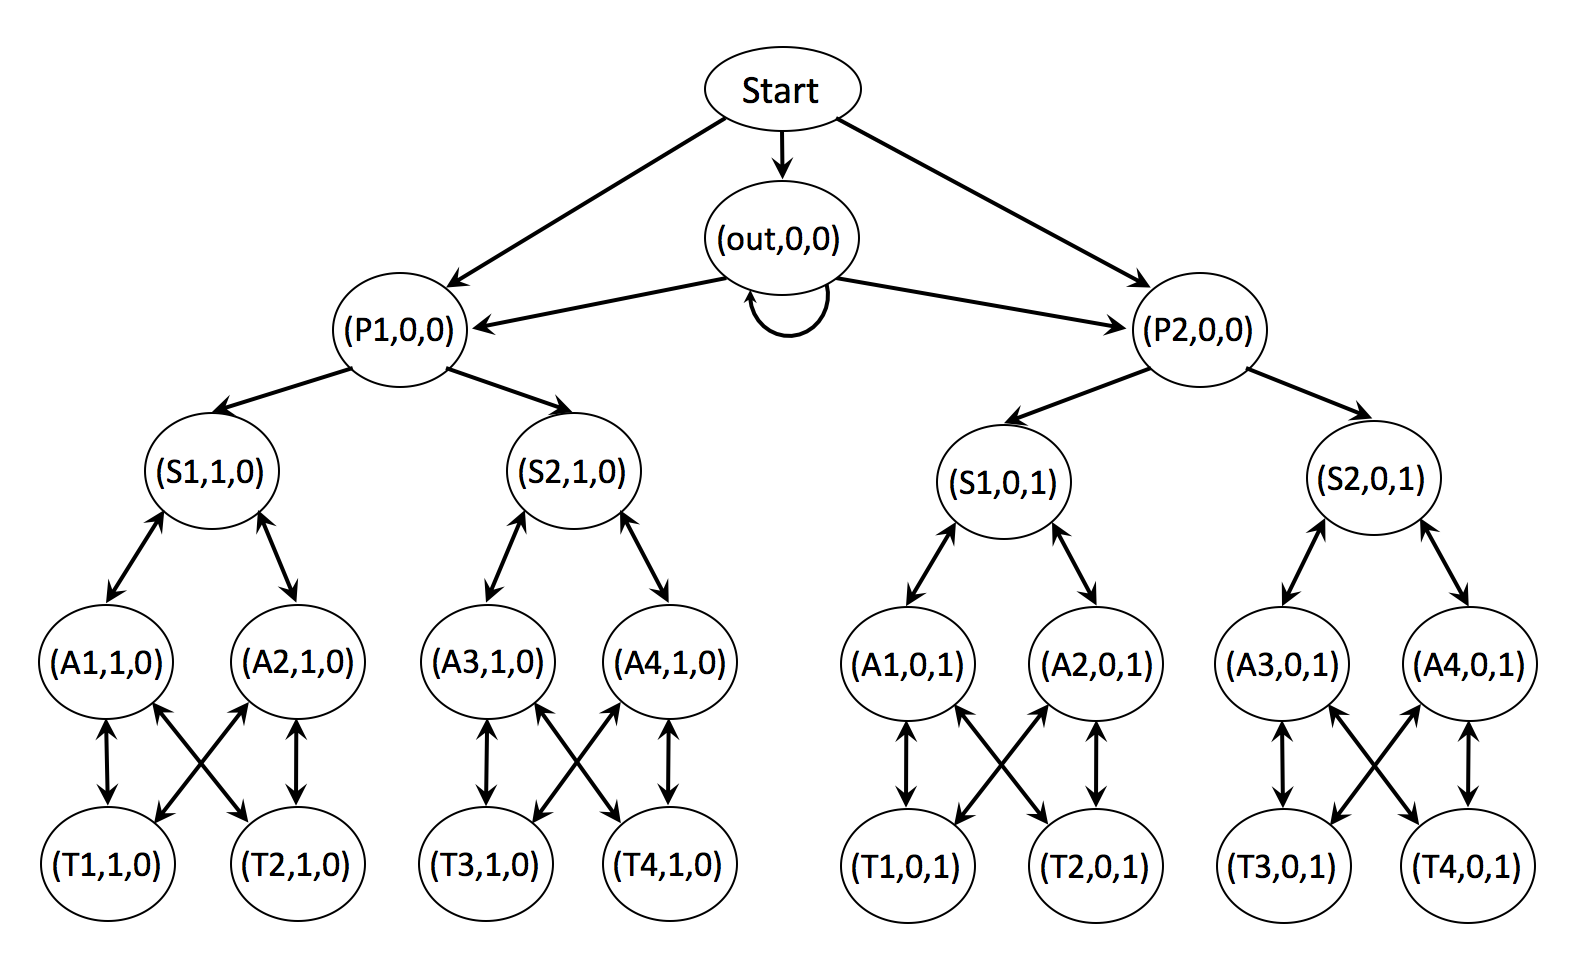 Start
(out,0,0)
(P1,0,0)
(P2,0,0)
(S1,1,0)
(S2,1,0)
(S1,0,1)
(S2,0,1)
(A1,1,0)
(A2,1,0)
(A3,1,0)
(A4,1,0)
(A1,0,1)
(A2,0,1)
(A3,0,1)
(A4,0,1)
(T1,1,0)
(T2,1,0)
(T3,1,0)
(T4,1,0)
(T1,0,1)
(T2,0,1)
(T3,0,1)
(T4,0,1)